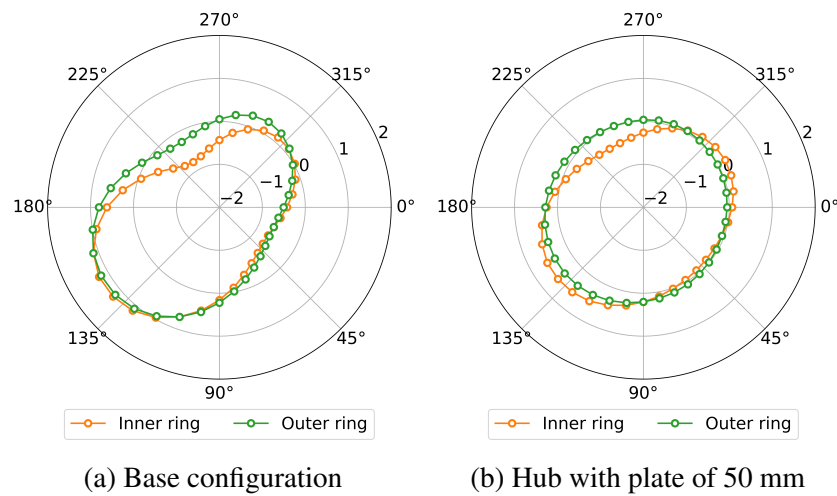 270° 270°
225° 315° 225° 315°
2 2
1 1
0 0
−1 −1
−2 −2
180° 0° 180° 0°
135° 45° 135° 45°
90° 90°
Inner ring Outer ring Inner ring Outer ring
(a) Base configuration (b) Hub with plate of 50 mm